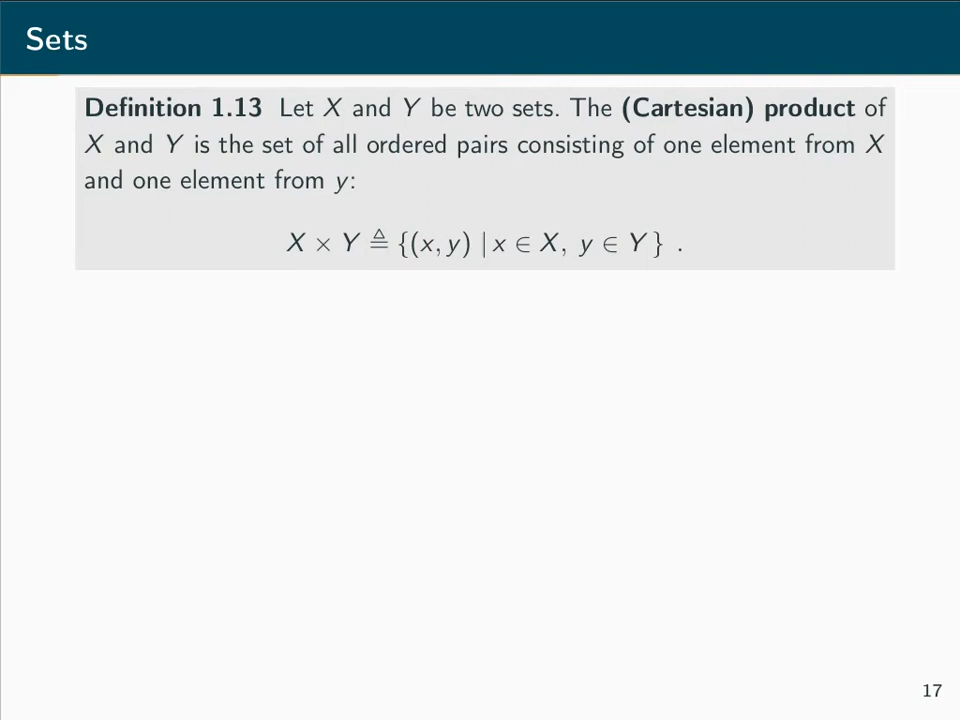 Sets
Definition 1.13 Let X and Y be two sets. The (Cartesian) product of
X and Y is the set of all ordered pairs consisting of one element from X
and one element from y:
X × Y ≜ {(x, y) | x ∈ X, y ∈ Y} .
17